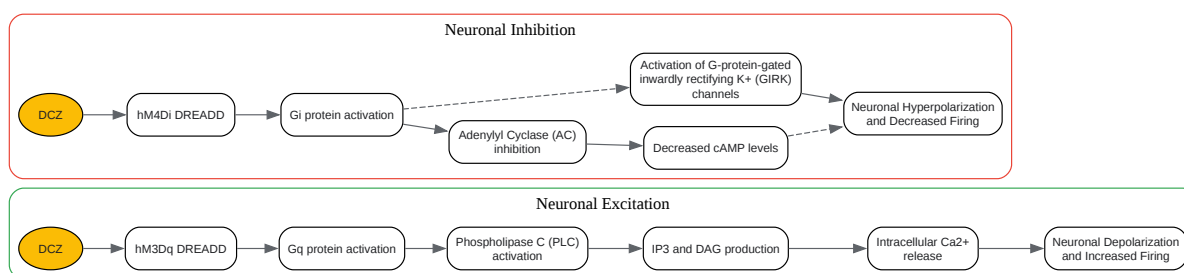 Neuronal Inhibition
DCZ
hM4Di DREADD
Gi protein activation
Activation of G-protein-gated
inwardly rectifying K+ (GIRK)
channels
Adenylyl Cyclase (AC)
inhibition
Decreased cAMP levels
Neuronal Hyperpolarization
and Decreased Firing
Neuronal Excitation
DCZ
hM3Dq DREADD
Gq protein activation
Phospholipase C (PLC)
activation
IP3 and DAG production
Intracellular Ca2+
release
Neuronal Depolarization
and Increased Firing